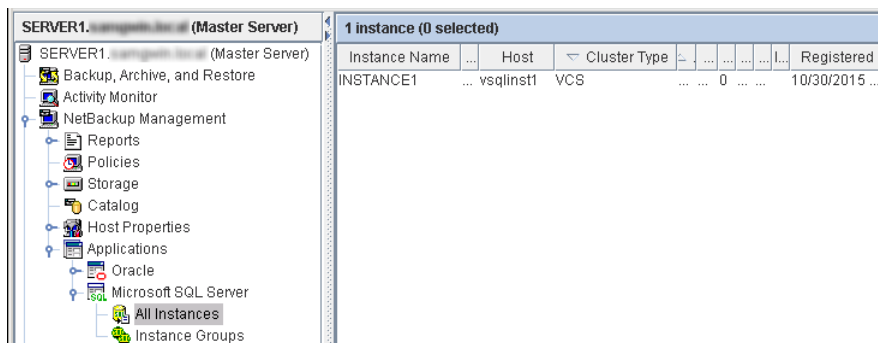 SERVER1. (Master Server)
1 instance (0 selected)
SERVER1. (Master Server)
Backup, Archive, and Restore
Activity Monitor
NetBackup Management
Reports
Policies
Storage
Catalog
Host Properties
Applications
Oracle
Microsoft SQL Server
All Instances
Instance Groups
Instance Name ... Host Cluster Type ... ... ... ... I... Registered
INSTANCE1 ... vsqlinst1 VCS ... ... 0 ... ... 10/30/2015 ...